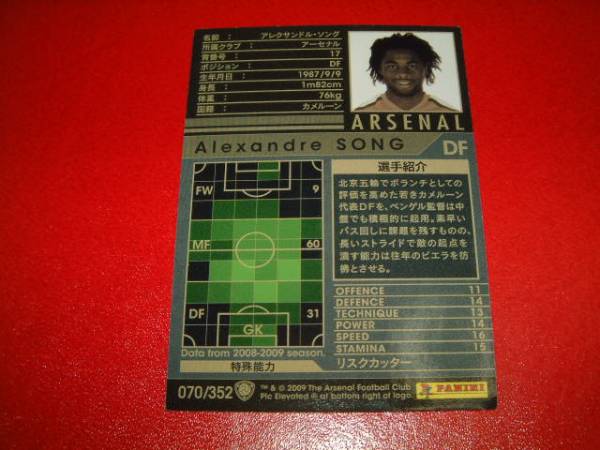 名前 : アレクサンドル・ソング
所属クラブ : アーセナル
背番号 : 17
ポジション : DF
生年月日 : 1987/9/9
身長 : 1m82cm
体重 : 76kg
国籍 : カメルーン
ARSENAL
Alexandre SONG DF
FW 9
MF 60
DF 31
GK
Data from 2008-2009 season.
特殊能力
選手紹介
北京五輪でボランチとしての
評価を高めた若きカメルーン
代表DFを、ベンゲル監督は中
盤でも積極的に起用。素早い
パス回しに課題を残すものの、
長いストライドで敵の起点を
潰す能力は往年のビエラを彷
彿とさせる。
OFFENCE 11
DEFENCE 14
TECHNIQUE 13
POWER 14
SPEED 16
STAMINA 15
リスクカッター
070/352 ™ & © 2009 The Arsenal Football Club
Pic Elevated ® at bottom right of logo.
PANINI